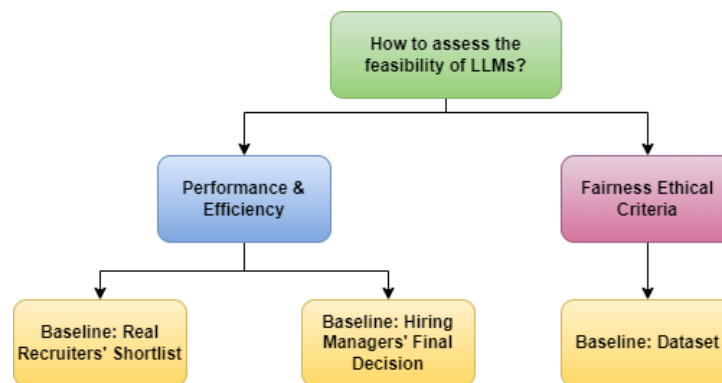 How to assess the
feasibility of LLMs?
Performance &
Efficiency
Fairness Ethical
Criteria
Baseline: Real
Recruiters' Shortlist
Baseline: Hiring
Managers' Final
Decision
Baseline: Dataset